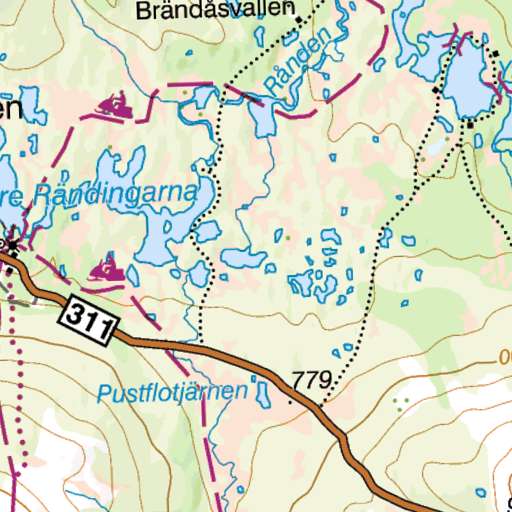 Brändåsvallen
Rånden
en
re Rändingarna
311
779
Pustflotjärnen